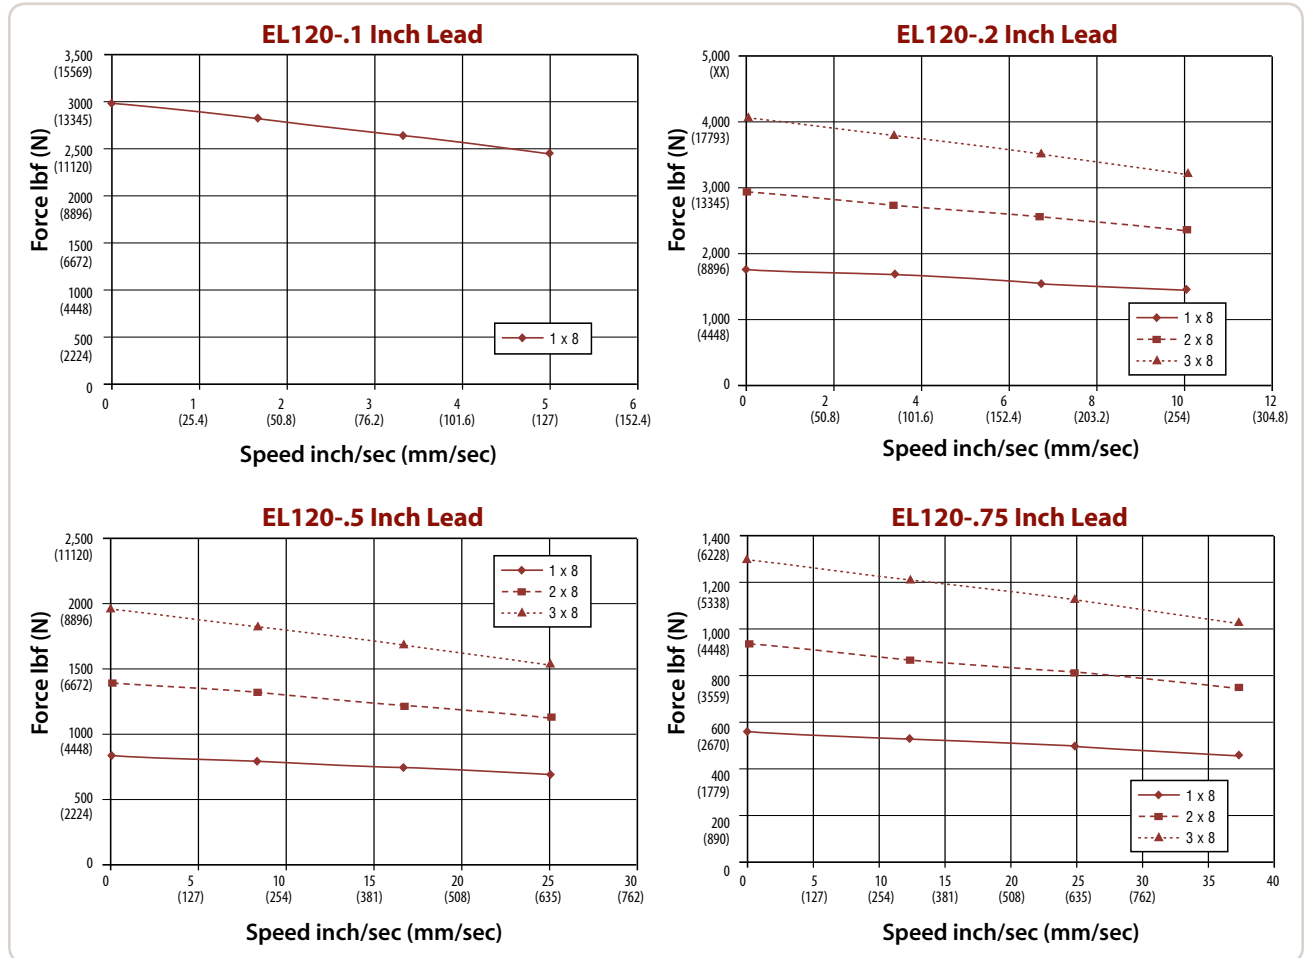 EL120-.1 Inch Lead
Force lbf (N)
3,500
(15569)
3000
(13345)
2,500
(11120)
2000
(8896)
1500
(6672)
1000
(4448)
500
(2224)
0
1 x 8
0 1 2 3 4 5 6
(25.4) (50.8) (76.2) (101.6) (127) (152.4)
Speed inch/sec (mm/sec)
EL120-.2 Inch Lead
Force lbf (N)
5,000
(XX)
4,000
(17793)
3,000
(13345)
2,000
(8896)
1,000
(4448)
0
1 x 8
2 x 8
3 x 8
0 2 4 6 8 10 12
(50.8) (101.6) (152.4) (203.2) (254) (304.8)
Speed inch/sec (mm/sec)
EL120-.5 Inch Lead
Force lbf (N)
2,500
(11120)
2000
(8896)
1500
(6672)
1000
(4448)
500
(2224)
0
1 x 8
2 x 8
3 x 8
0 5 10 15 20 25 30
(127) (254) (381) (508) (635) (762)
Speed inch/sec (mm/sec)
EL120-.75 Inch Lead
Force lbf (N)
1,400
(6228)
1,200
(5338)
1,000
(4448)
800
(3559)
600
(2670)
400
(1779)
200
(890)
0
1 x 8
2 x 8
3 x 8
0 5 10 15 20 25 30 35 40
(127) (254) (381) (508) (635) (762)
Speed inch/sec (mm/sec)